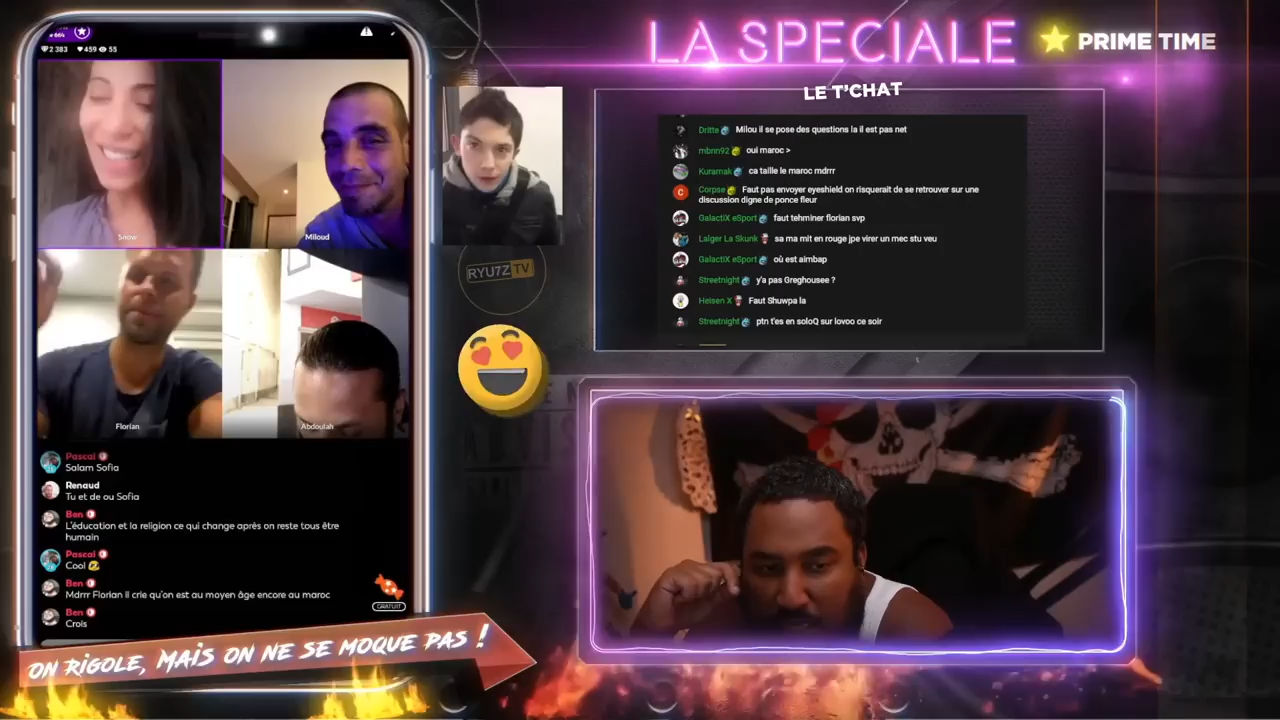 664
2 383 459 55
Snow
Miloud
Florian
Abdoulah
Pascal
Salam Sofia
Renaud
Tu et de ou Sofia
Ben
L'éducation et la religion ce qui change après on reste tous être
humain
Pascal
Cool
Ben
Mdrrr Florian il crie qu'on est au moyen âge encore au maroc
Ben
Crois
GRATUIT
ON RIGOLE, MAIS ON NE SE MOQUE PAS !
RYU7Z TV
LA SPECIALE
PRIME TIME
LE T'CHAT
Dritte Milou il se pose des questions la il est pas net
mbnn92 oui maroc >
Kuramak ca taille le maroc mdrrr
Corpse Faut pas envoyer eyeshield on risquerait de se retrouver sur une
discussion digne de ponce fleur
GalactiX eSport faut tehminer florian svp
Lalger La Skunk sa ma mit en rouge jpe virer un mec stu veu
GalactiX eSport où est aimbap
Streetnight y'a pas Greghousee ?
Heisen X Faut Shuwpa la
Streetnight ptn t'es en soloQ sur lovoo ce soir